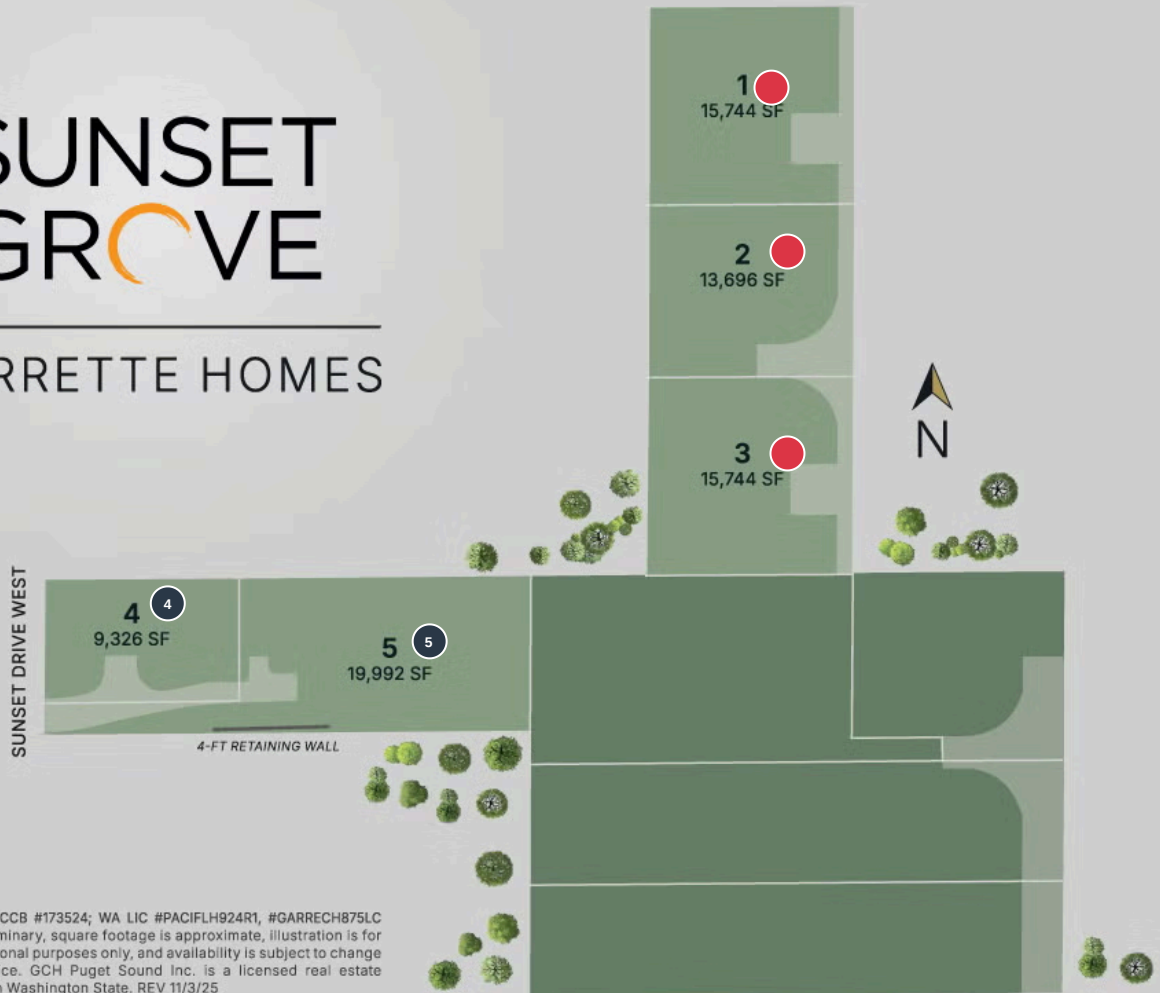 SUNSET
GROVE
RRETTE HOMES
1
15,744 SF
2
13,696 SF
3
15,744 SF
N
SUNSET DRIVE WEST
4
4
9,326 SF
5
5
19,992 SF
4-FT RETAINING WALL
CCB #173524; WA LIC #PACIFLH924R1, #GARRECH875LC
minary, square footage is approximate, illustration is for
onal purposes only, and availability is subject to change
ce. GCH Puget Sound Inc. is a licensed real estate
Washington State. REV 11/3/25